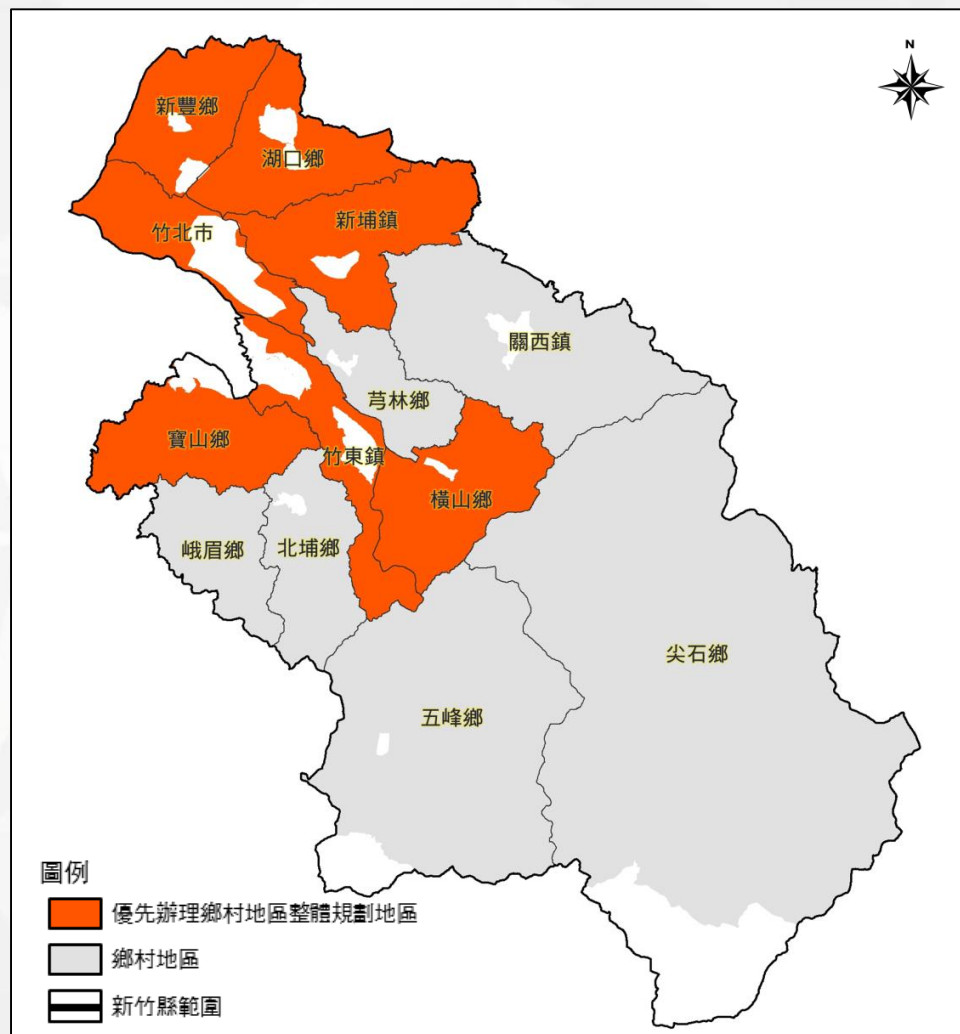 N
新豐鄉
湖口鄉
新埔鎮
竹北市
關西鎮
芎林鄉
寶山鄉
竹東鎮
橫山鄉
峨眉鄉
北埔鄉
尖石鄉
五峰鄉
圖例
優先辦理鄉村地區整體規劃地區
鄉村地區
新竹縣範圍